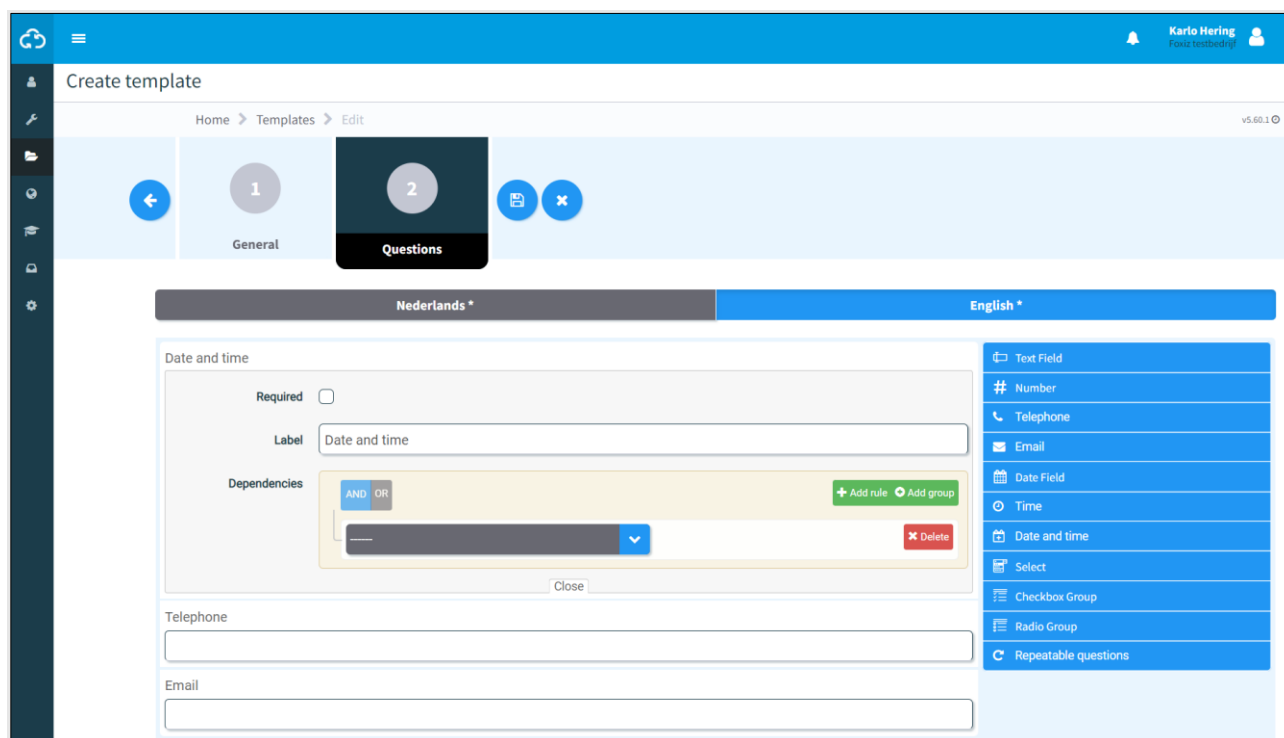 Karlo Hering
Foxiz testbedrijf
Create template
Home Templates Edit
v5.60.1
1
General
2
Questions
Nederlands *
English *
Date and time
Required
Label
Date and time
Dependencies
AND OR
Add rule Add group
------
Delete
Close
Telephone
Email
Text Field
Number
Telephone
Email
Date Field
Time
Date and time
Select
Checkbox Group
Radio Group
Repeatable questions